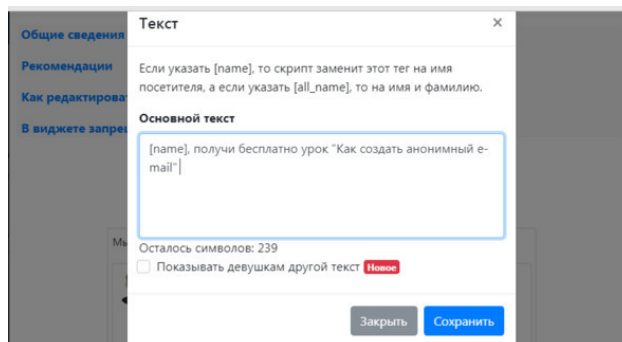 Текст ×
Общие сведения
Рекомендации
Как редактирова
В виджете запре
Если указать [name], то скрипт заменит этот тег на имя
посетителя, а если указать [all_name], то на имя и фамилию.
Основной текст
[name], получи бесплатно урок "Как создать анонимный e-
mail"
Мы
Осталось символов: 239
Показывать девушкам другой текст Новое
Закрыть Сохранить